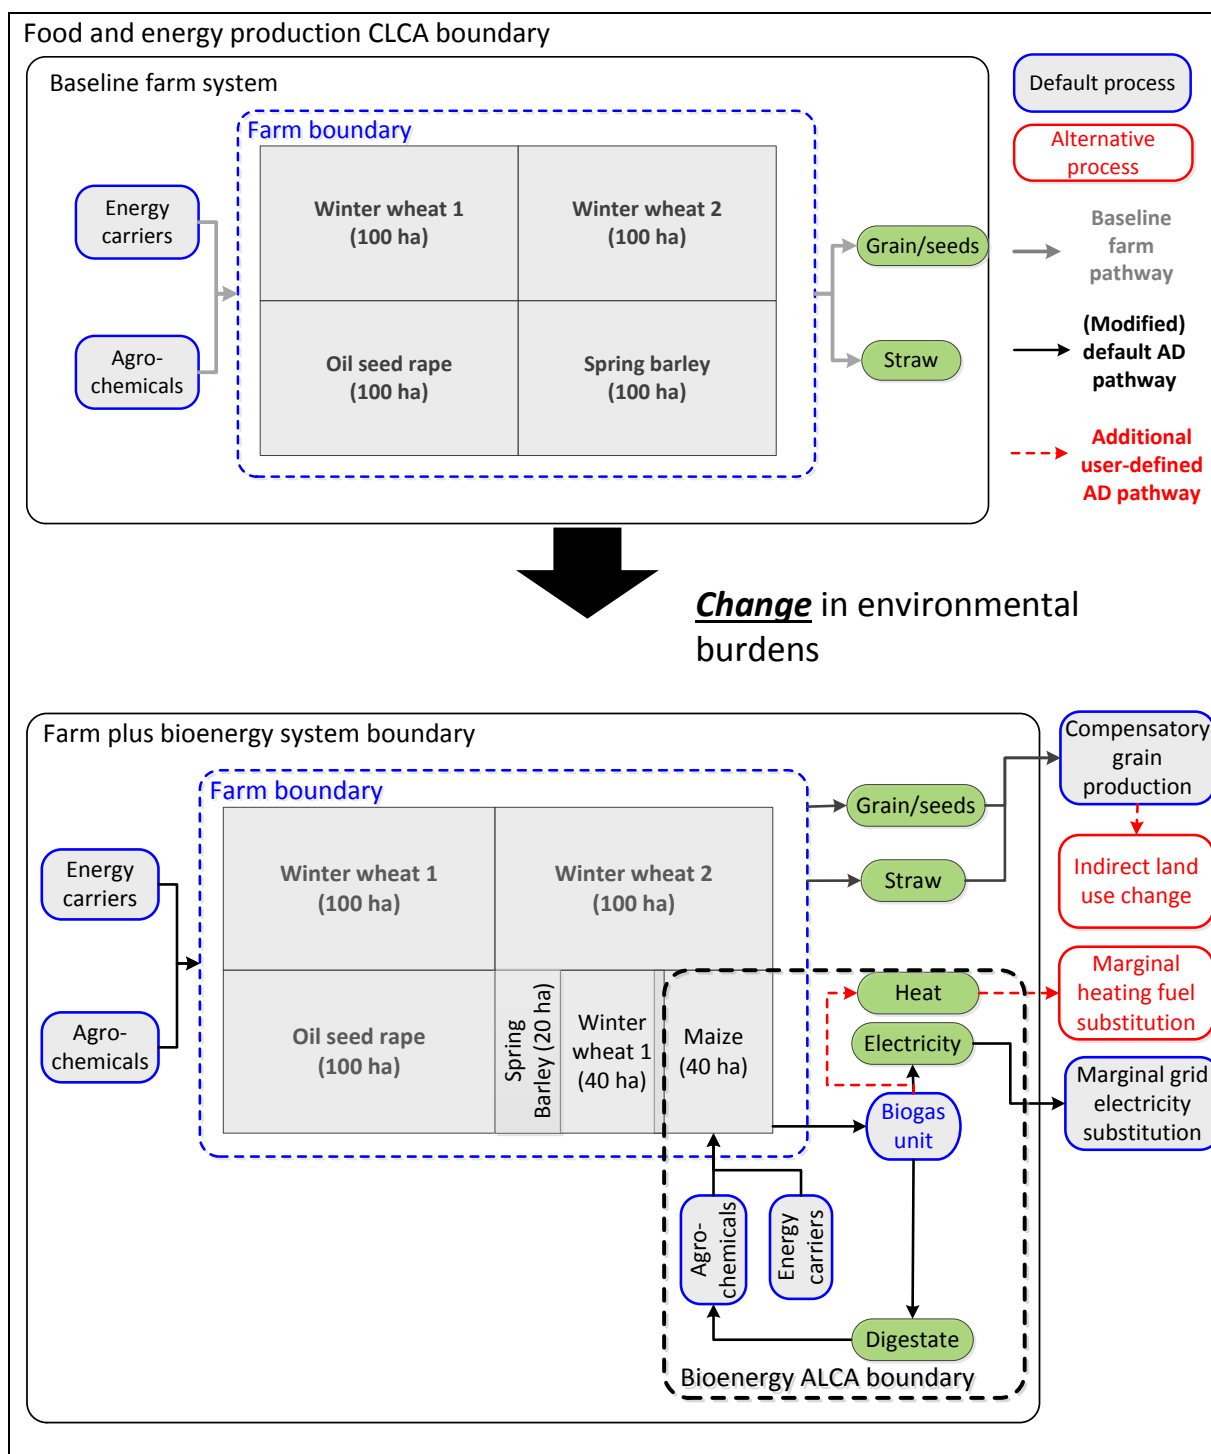 Food and energy production CLCA boundary
Baseline farm system
Farm boundary
Energy
carriers
Agro-
chemicals
Winter wheat 1
(100 ha)
Winter wheat 2
(100 ha)
Oil seed rape
(100 ha)
Spring barley
(100 ha)
Grain/seeds
Straw
Default process
Alternative
process
Baseline
farm
pathway
(Modified)
default AD
pathway
Additional
user-defined
AD pathway
Change in environmental
burdens
Farm plus bioenergy system boundary
Farm boundary
Energy
carriers
Agro-
chemicals
Winter wheat 1
(100 ha)
Winter wheat 2
(100 ha)
Oil seed rape
(100 ha)
Spring
Barley (20 ha)
Winter
wheat 1
(40 ha)
Maize
(40 ha)
Grain/seeds
Straw
Heat
Electricity
Biogas
unit
Agro-
chemicals
Energy
carriers
Digestate
Bioenergy ALCA boundary
Compensatory
grain
production
Indirect land
use change
Marginal
heating fuel
substitution
Marginal grid
electricity
substitution